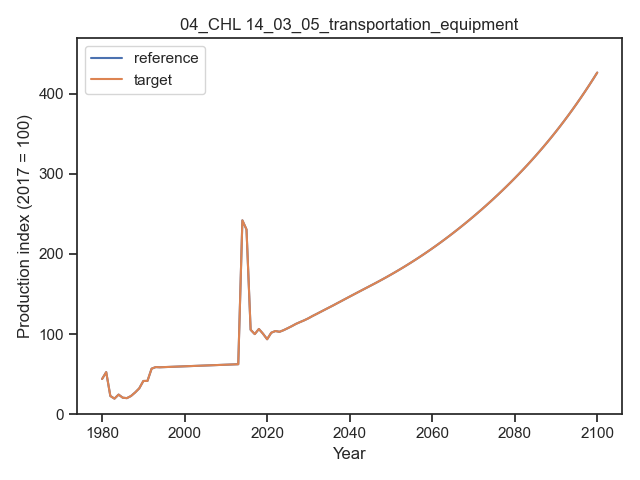 04_CHL 14_03_05_transportation_equipment
reference
target
Production index (2017 = 100)
400
300
200
100
0
1980
2000
2020
2040
2060
2080
2100
Year